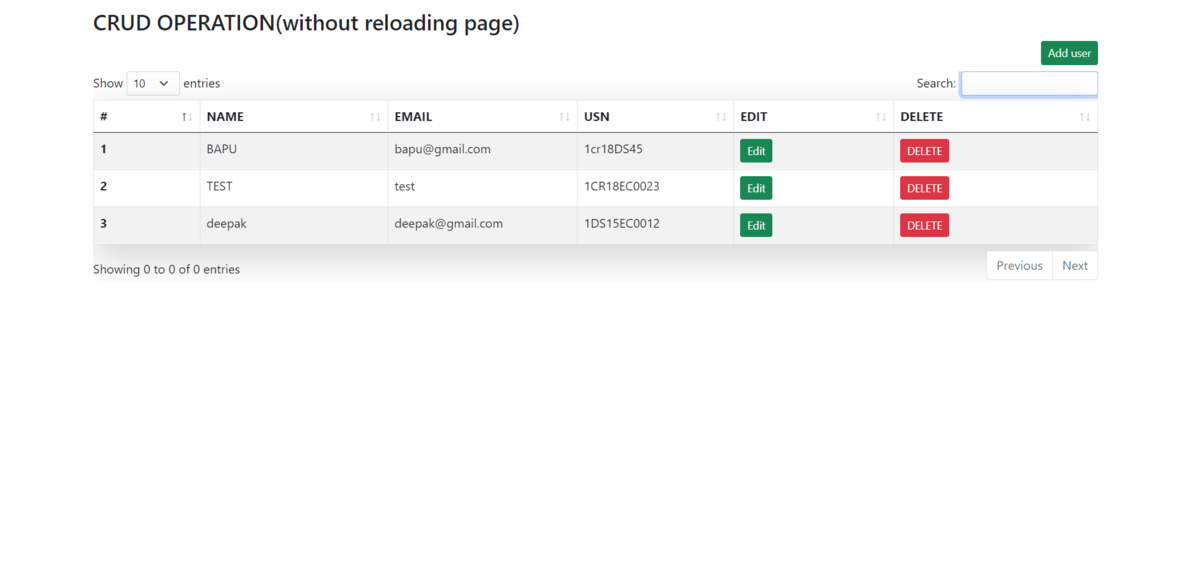 CRUD OPERATION(without reloading page)
Add user
Show 10 entries Search:
# NAME EMAIL USN EDIT DELETE
1 BAPU bapu@gmail.com 1cr18DS45 Edit DELETE
2 TEST test 1CR18EC0023 Edit DELETE
3 deepak deepak@gmail.com 1DS15EC0012 Edit DELETE
Showing 0 to 0 of 0 entries Previous Next